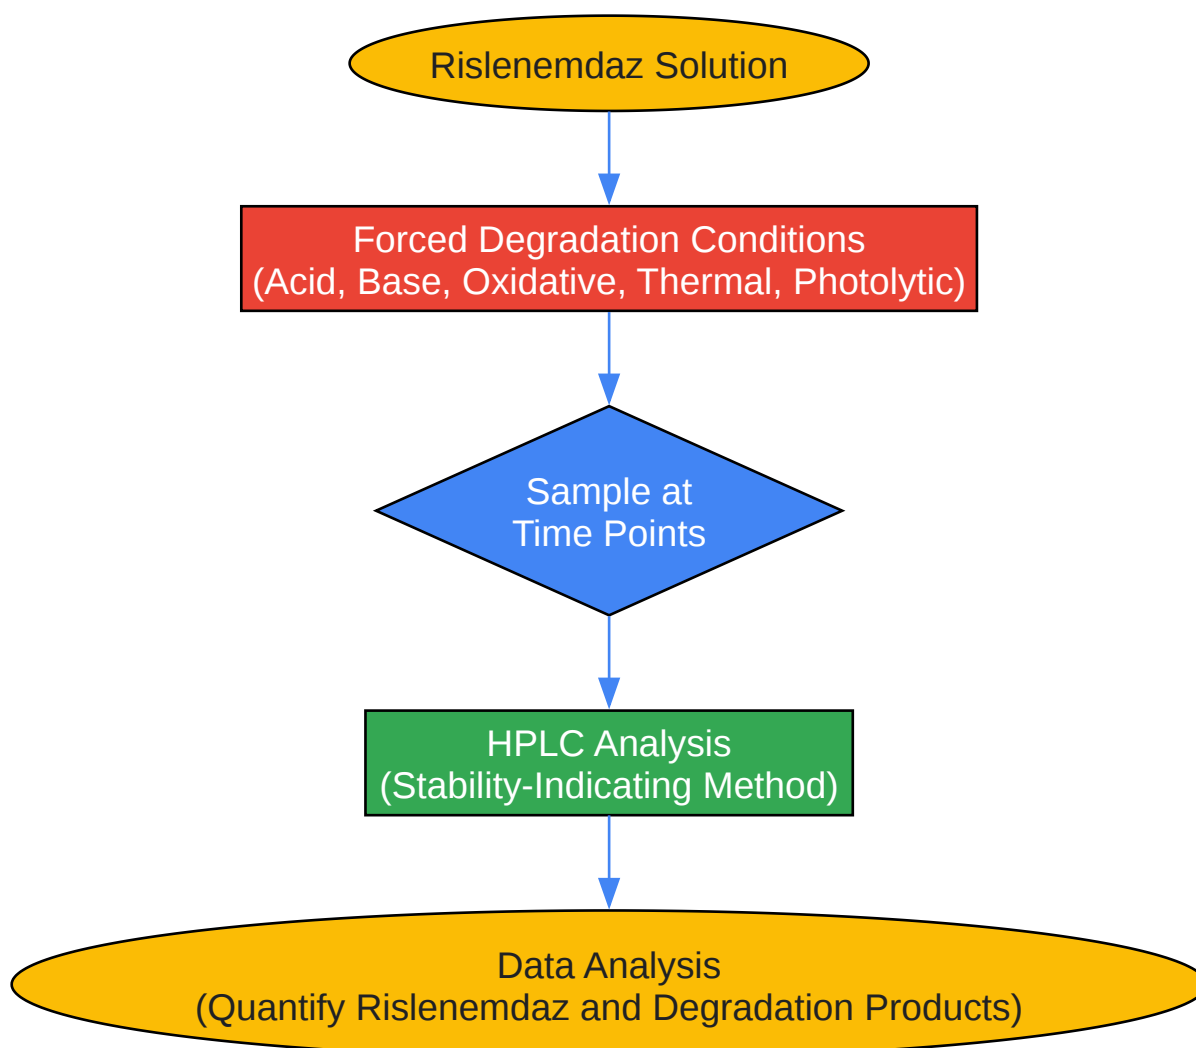 Rislenemdaz Solution
Forced Degradation Conditions
(Acid, Base, Oxidative, Thermal, Photolytic)
Sample at
Time Points
HPLC Analysis
(Stability-Indicating Method)
Data Analysis
(Quantify Rislenemdaz and Degradation Products)